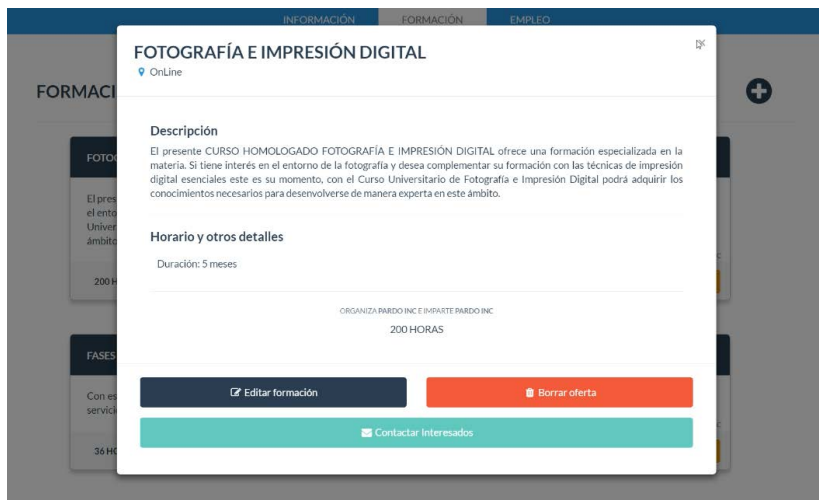 INFORMACIÓN FORMACIÓN EMPLEO
FOTOGRAFÍA E IMPRESIÓN DIGITAL
OnLine
FORMACI
Descripción
El presente CURSO HOMOLOGADO FOTOGRAFÍA E IMPRESIÓN DIGITAL ofrece una formación especializada en la
materia. Si tiene interés en el entorno de la fotografía y desea complementar su formación con las técnicas de impresión
digital esenciales este es su momento, con el Curso Universitario de Fotografía e Impresión Digital podrá adquirir los
conocimientos necesarios para desenvolverse de manera experta en este ámbito.
FOTO
El pres
el ento
Univer
ámbito
200 H
Horario y otros detalles
Duración: 5 meses
ORGANIZA PARDO INC E IMPARTE PARDO INC
200 HORAS
FASES
Con es
servici
36 HO
Editar formación
Borrar oferta
Contactar Interesados